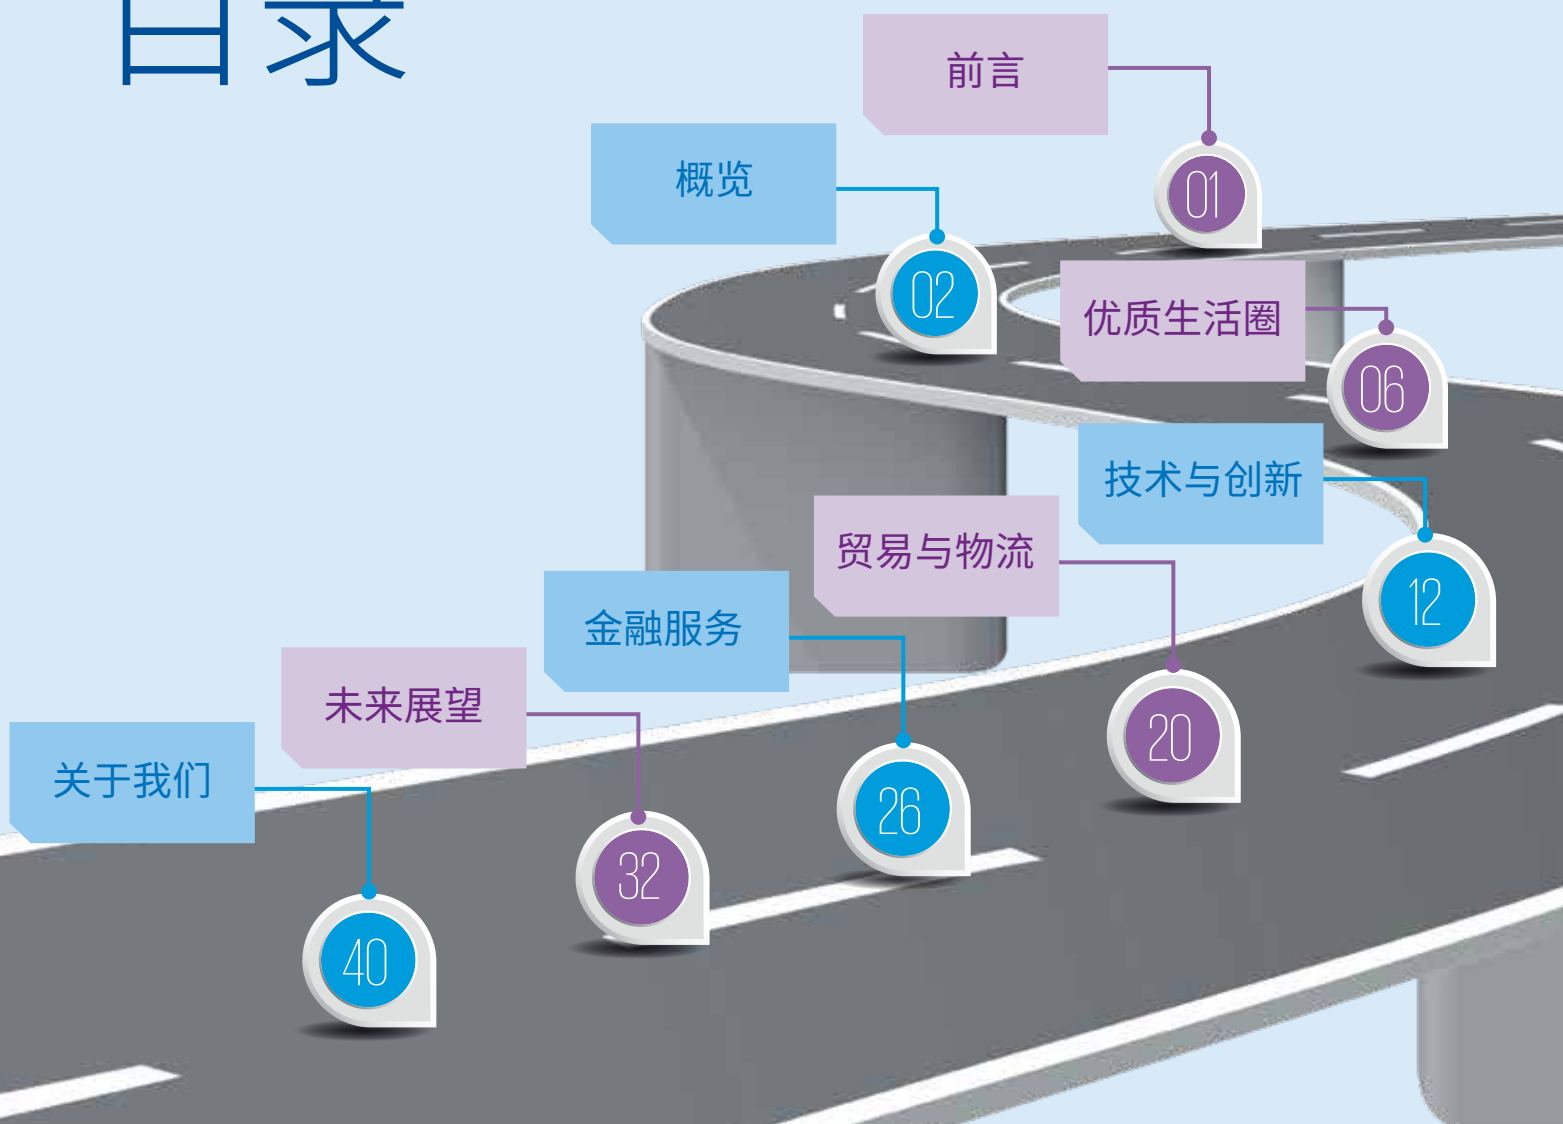 目录
前言
01
概览
02
优质生活圈
06
技术与创新
12
贸易与物流
20
金融服务
26
未来展望
32
关于我们
40